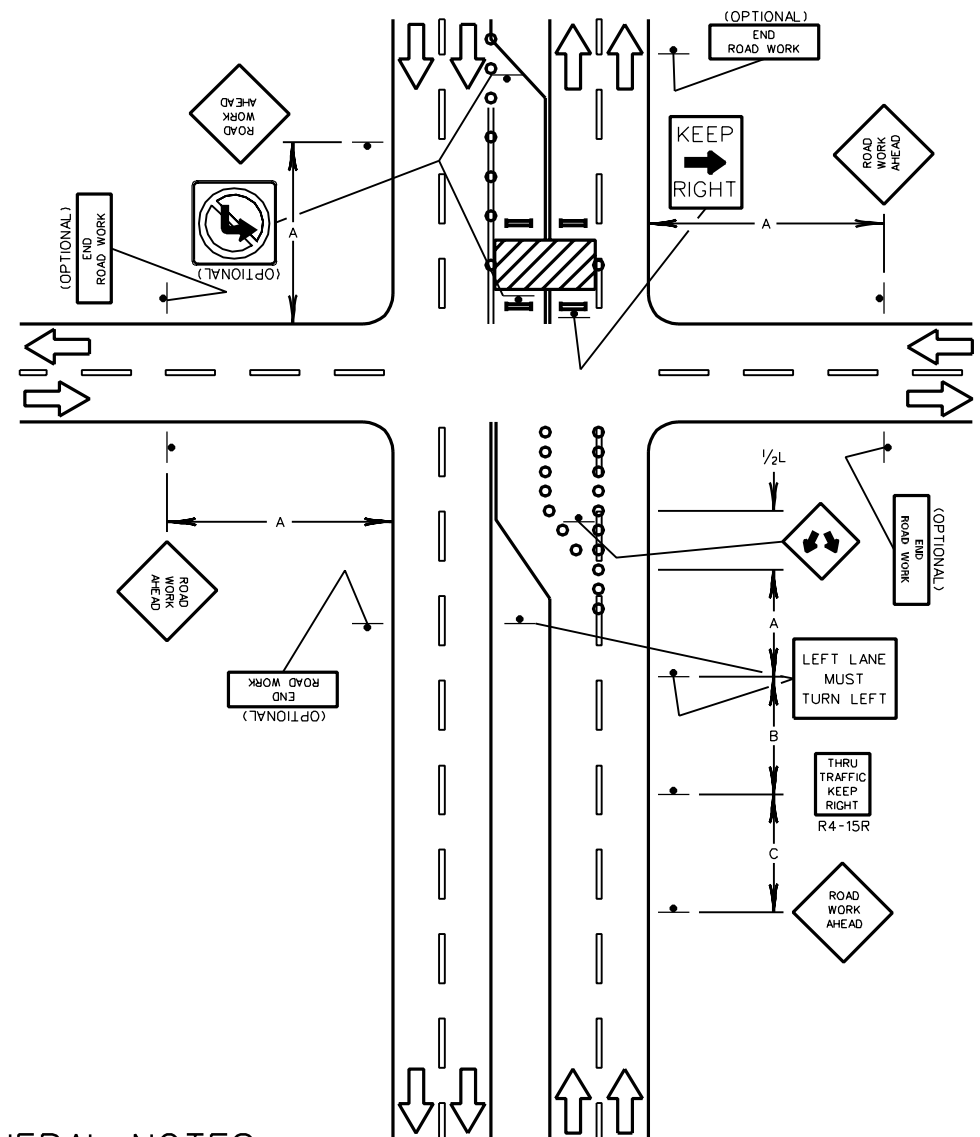 (OPTIONAL)
END
ROAD WORK
ROAD
WORK
AHEAD
KEEP
RIGHT
ROAD
WORK
AHEAD
A
A
(OPTIONAL)
END
ROAD WORK
(OPTIONAL)
1/2L
A
ROAD
WORK
AHEAD
(OPTIONAL)
END
ROAD WORK
A
LEFT LANE
MUST
TURN LEFT
END
ROAD WORK
(OPTIONAL)
B
THRU
TRAFFIC
KEEP
RIGHT
R4-15R
C
ROAD
WORK
AHEAD